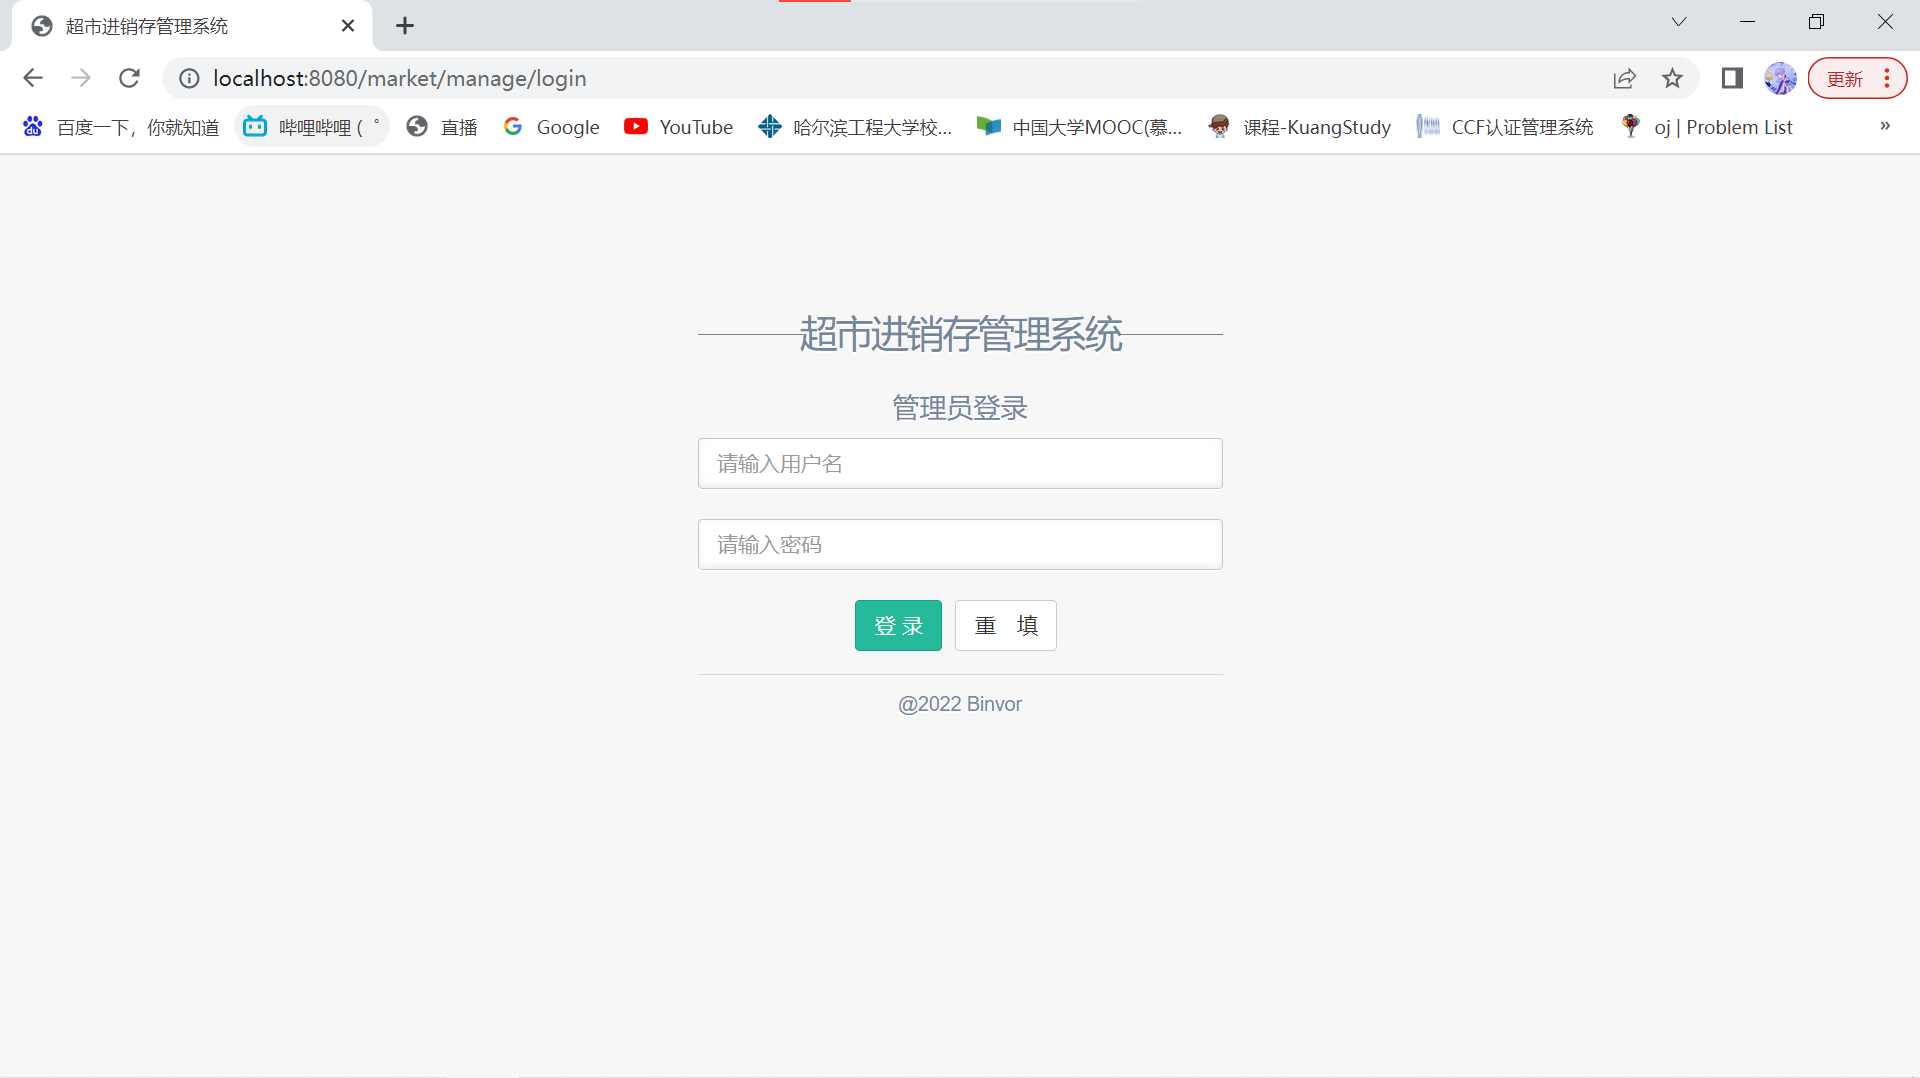 超市进销存管理系统
localhost:8080/market/manage/login
更新
百度一下，你就知道 哔哩哔哩 ( ゜ 直播 Google YouTube 哈尔滨工程大学校... 中国大学MOOC(慕... 课程-KuangStudy CCF认证管理系统 oj | Problem List »
超市进销存管理系统
管理员登录
请输入用户名
请输入密码
登 录 重 填
@2022 Binvor